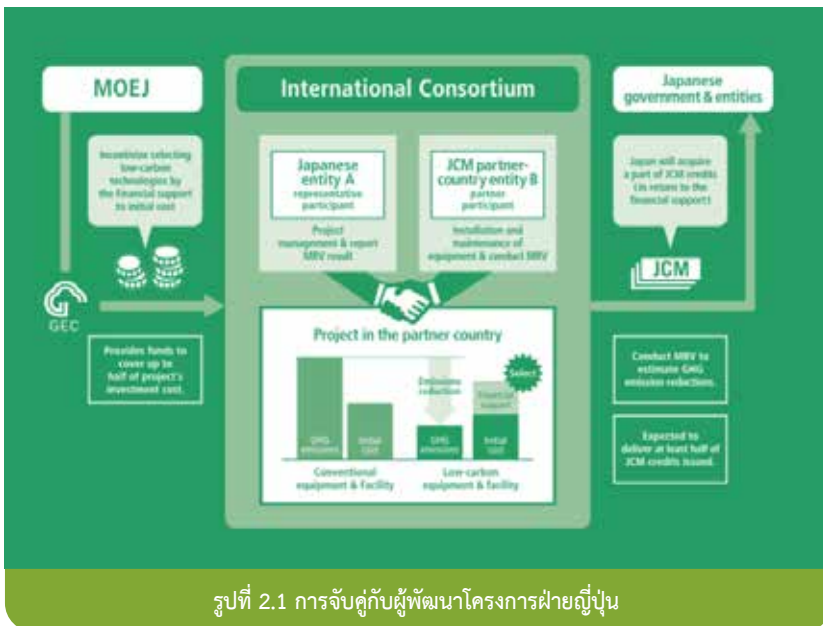 MOEJ
International Consortium
Japanese
government & entities
Incentivize selecting
low-carbon
technologies by
the financial support
to initial cost
Japanese
entity A
representative
participant
JCM partner-
country entity B
partner
participant
Japan will acquire
a part of JCM credits
(in return to the
financial support)
Project
management & report
MRV result
Installation and
maintenance of
equipment & conduct MRV
JCM
GEC
Provides funds to
cover up to
half of project's
investment cost.
Project in the partner country
Emissions
reduction
Select
Financial
support
GHG
emissions
Initial
cost
GHG
emissions
Initial
cost
Conventional
equipment & Facility
Low-carbon
equipment & facility
Conduct MRV to
estimate GHG
emission reductions.
Expected to
deliver at least half of
JCM credits issued.
รูปที่ 2.1 การจับคู่กับผู้พัฒนาโครงการฝ่ายญี่ปุ่น